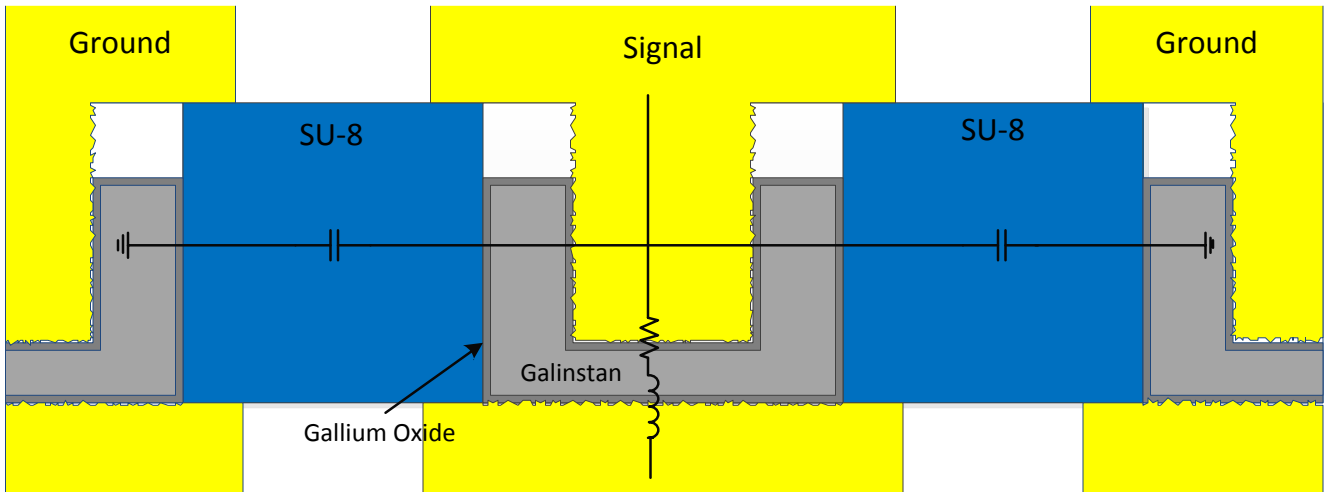 Ground
Signal
Ground
SU-8
SU-8
Galinstan
Gallium Oxide